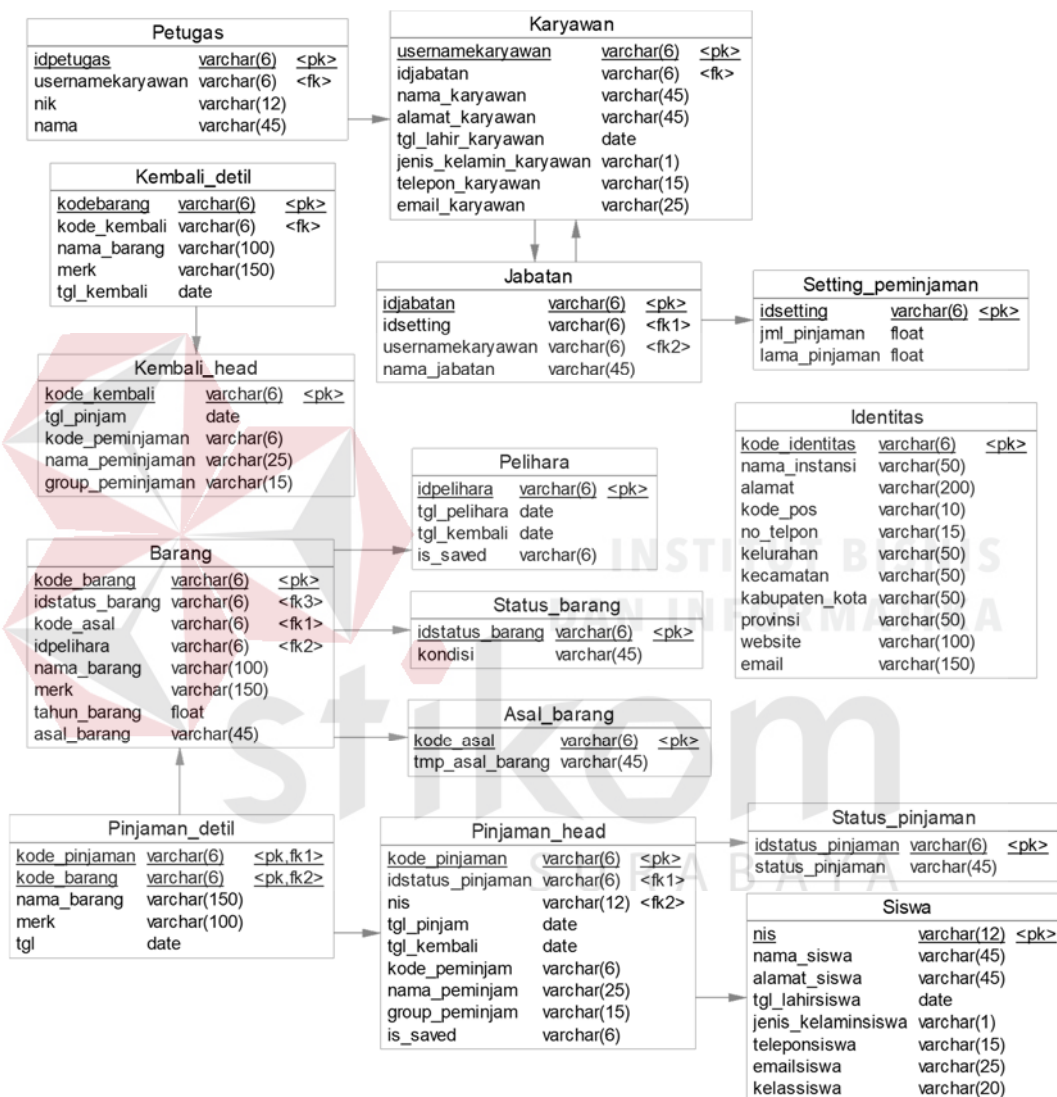 Petugas
idpetugas varchar(6) <pk>
usernamekaryawan varchar(6) <fk>
nik varchar(12)
nama varchar(45)
Karyawan
usernamekaryawan varchar(6) <pk>
idjabatan varchar(6) <fk>
nama_karyawan varchar(45)
alamat_karyawan varchar(45)
tgl_lahir_karyawan date
jenis_kelamin_karyawan varchar(1)
telepon_karyawan varchar(15)
email_karyawan varchar(25)
Kembali_detil
kodebarang varchar(6) <pk>
kode_kembali varchar(6) <fk>
nama_barang varchar(100)
merk varchar(150)
tgl_kembali date
Jabatan
idjabatan varchar(6) <pk>
idsetting varchar(6) <fk1>
usernamekaryawan varchar(6) <fk2>
nama_jabatan varchar(45)
Setting_peminjaman
idsetting varchar(6) <pk>
jml_pinjaman float
lama_pinjaman float
Kembali_head
kode_kembali varchar(6) <pk>
tgl_pinjam date
kode_peminjaman varchar(6)
nama_peminjaman varchar(25)
group_peminjaman varchar(15)
Identitas
kode_identitas varchar(6) <pk>
nama_instansi varchar(50)
alamat varchar(200)
kode_pos varchar(10)
no_telpon varchar(15)
kelurahan varchar(50)
kecamatan varchar(50)
kabupaten_kota varchar(50)
provinsi varchar(50)
website varchar(100)
email varchar(150)
Pelihara
idpelihara varchar(6) <pk>
tgl_pelihara date
tgl_kembali date
is_saved varchar(6)
Barang
kode_barang varchar(6) <pk>
idstatus_barang varchar(6) <fk3>
kode_asal varchar(6) <fk1>
idpelihara varchar(6) <fk2>
nama_barang varchar(100)
merk varchar(150)
tahun_barang float
asal_barang varchar(45)
Status_barang
idstatus_barang varchar(6) <pk>
kondisi varchar(45)
INSTITUT BISNIS
DAN INFORMATIKA
stikom
SURABAYA
Asal_barang
kode_asal varchar(6) <pk>
tmp_asal_barang varchar(45)
Pinjaman_detil
kode_pinjaman varchar(6) <pk,fk1>
kode_barang varchar(6) <pk,fk2>
nama_barang varchar(150)
merk varchar(100)
tgl date
Pinjaman_head
kode_pinjaman varchar(6) <pk>
idstatus_pinjaman varchar(6) <fk1>
nis varchar(12) <fk2>
tgl_pinjam date
tgl_kembali date
kode_peminjam varchar(6)
nama_peminjam varchar(25)
group_peminjam varchar(15)
is_saved varchar(6)
Status_pinjaman
idstatus_pinjaman varchar(6) <pk>
status_pinjaman varchar(45)
Siswa
nis varchar(12) <pk>
nama_siswa varchar(45)
alamat_siswa varchar(45)
tgl_lahirsiswa date
jenis_kelaminsiswa varchar(1)
teleponsiswa varchar(15)
emailsiswa varchar(25)
kelassiswa varchar(20)